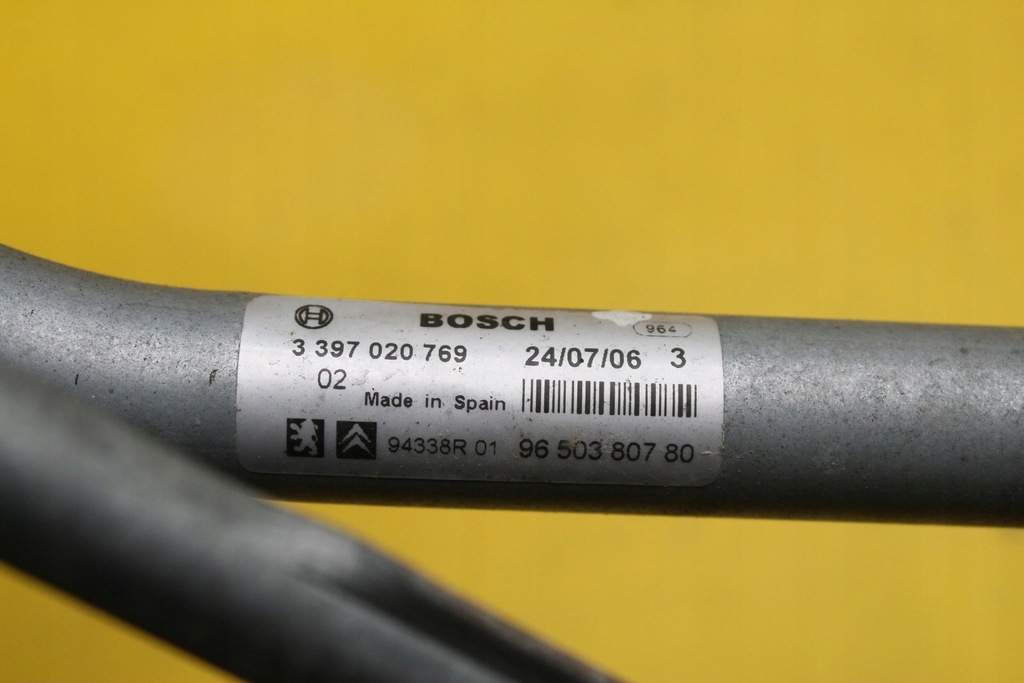 BOSCH 964
3 397 020 769 24/07/06 3
02
Made in Spain
94338R 01 96 503 807 80